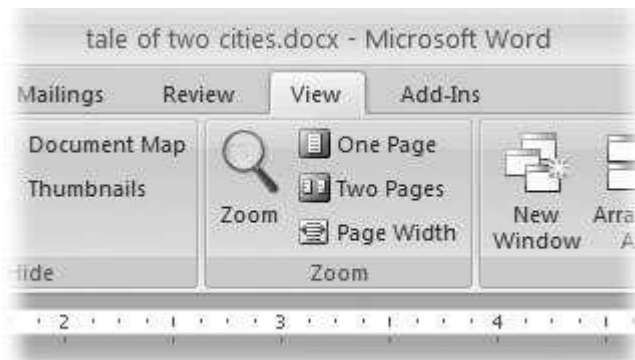 tale of two cities.docx - Microsoft Word
Mailings Review View Add-Ins
Document Map
Thumbnails
Zoom
One Page
Two Pages
Page Width
New
Window
Zoom
2 3 4